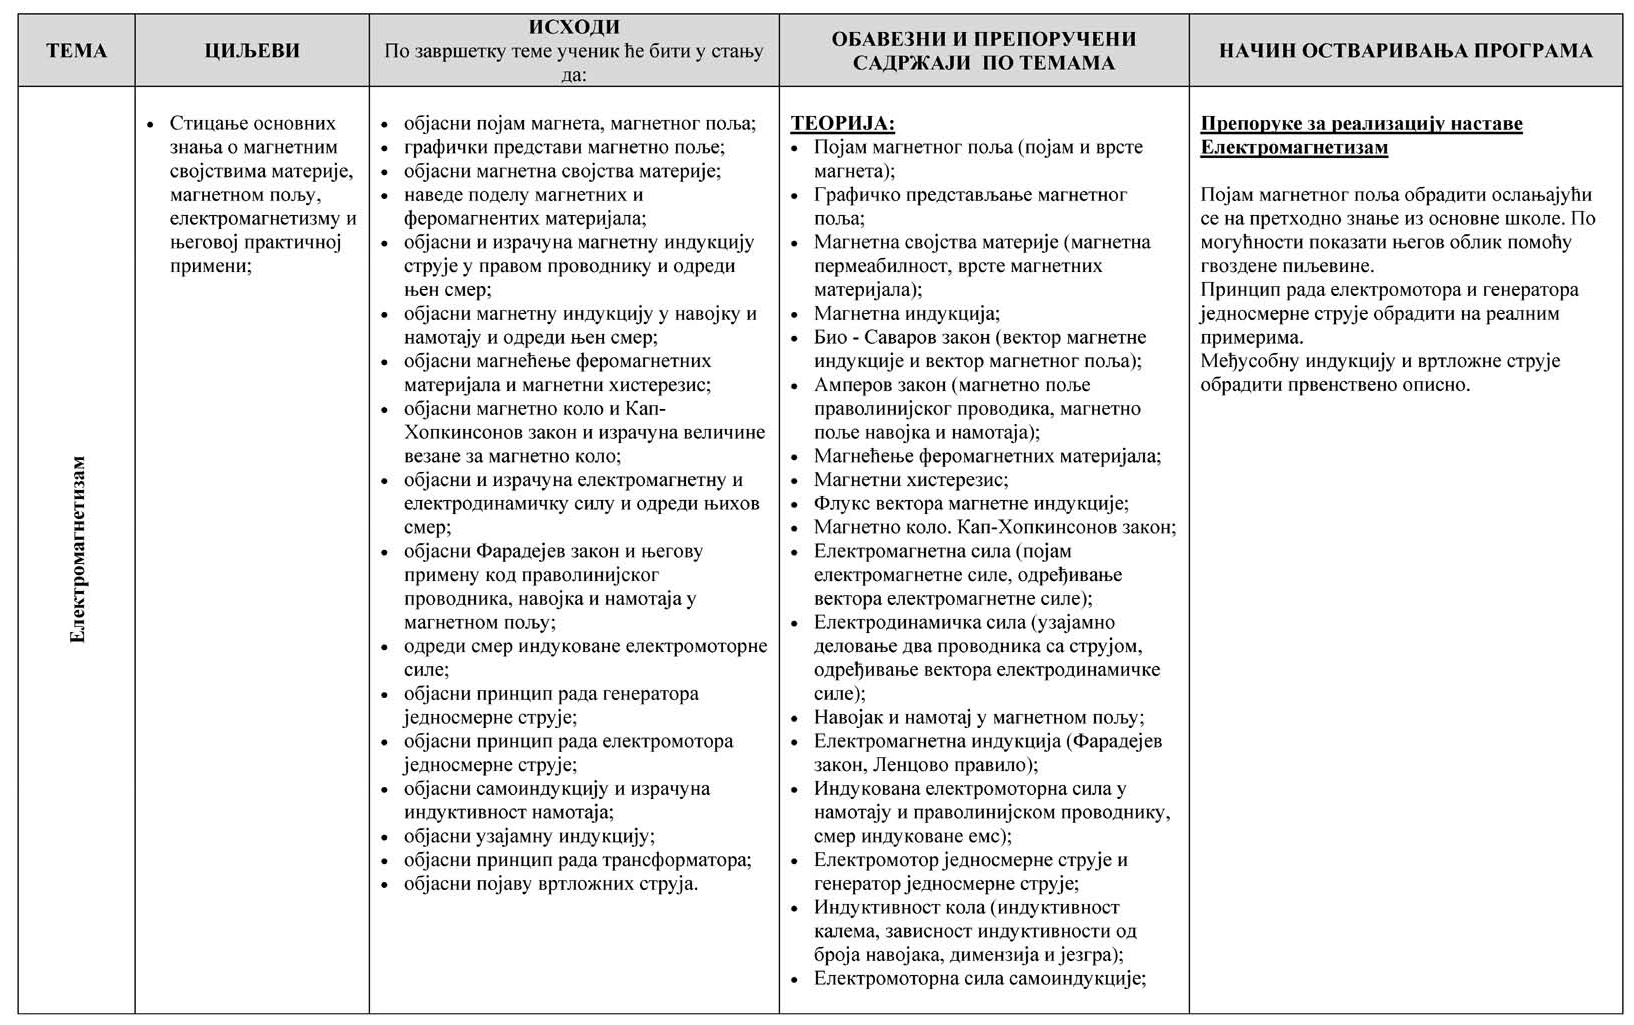 ТЕМА
ЦИЉЕВИ
ИСХОДИ
По завршетку теме ученик ће бити у стању
да:
ОБАВЕЗНИ И ПРЕПОРУЧЕНИ
САДРЖАЈИ ПО ТЕМАМА
НАЧИН ОСТВАРИВАЊА ПРОГРАМА
Електромагнетизам
• Стицање основних
знања о магнетним
својствима материје,
магнетном пољу,
електромагнетизму и
његовој практичној
примени;
• објасни појам магнета, магнетног поља;
• графички представи магнетно поље;
• објасни магнетна својства материје;
• наведе поделу магнетних и
феромагнентих материјала;
• објасни и израчуна магнетну индукцију
струје у правом проводнику и одреди
њен смер;
• објасни магнетну индукцију у навојку и
намотају и одреди њен смер;
• објасни магнећење феромагнетних
материјала и магнетни хистерезис;
• објасни магнетно коло и Кап-
Хопкинсонов закон и израчуна величине
везане за магнетно коло;
• објасни и израчуна електромагнетну и
електродинамичку силу и одреди њихов
смер;
• објасни Фарадејев закон и његову
примену код праволинијског
проводника, навојка и намотаја у
магнетном пољу;
• одреди смер индуковане електромоторне
силе;
• објасни принцип рада генератора
једносмерне струје;
• објасни принцип рада електромотора
једносмерне струје;
• објасни самоиндукцију и израчуна
индуктивност намотаја;
• објасни узајамну индукцију;
• објасни принцип рада трансформатора;
• објасни појаву вртложних струја.
ТЕОРИЈА:
• Појам магнетног поља (појам и врсте
магнета);
• Графичко представљање магнетног
поља;
• Магнетна својства материје (магнетна
пермеабилност, врсте магнетних
материјала);
• Магнетна индукција;
• Био - Саваров закон (вектор магнетне
индукције и вектор магнетног поља);
• Амперов закон (магнетно поље
праволинијског проводика, магнетно
поље навојка и намотаја);
• Магнећење феромагнетних материјала;
• Магнетни хистерезис;
• Флукс вектора магнетне индукције;
• Магнетно коло. Кап-Хопкинсонов закон;
• Електромагнетна сила (појам
електромагнетне силе, одређивање
вектора електромагнетне силе);
• Електродинамичка сила (узајамно
деловање два проводника са струјом,
одређивање вектора електродинамичке
силе);
• Навојак и намотај у магнетном пољу;
• Електромагнетна индукција (Фарадејев
закон, Ленцово правило);
• Индукована електромоторна сила у
намотају и праволинијском проводнику,
смер индуковане емс);
• Електромотор једносмерне струје и
генератор једносмерне струје;
• Индуктивност кола (индуктивност
калема, зависност индуктивности од
броја навојака, димензија и језгра);
• Електромоторна сила самоиндукције;
Препоруке за реализацију наставе
Електромагнетизам
Појам магнетног поља обрадити ослањајући
се на претходно знање из основне школе. По
могућности показати његов облик помоћу
гвоздене пиљевине.
Принцип рада електромотора и генератора
једносмерне струје обрадити на реалним
примерима.
Међусобну индукцију и вртложне струје
обрадити првенствено описно.